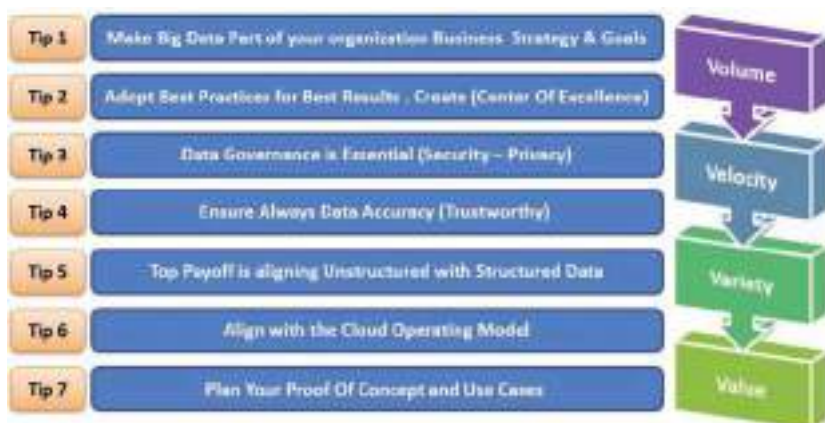 Tip 1 Make Big Data Part of your organization Business Strategy & Goals
Tip 2 Adopt Best Practices for Best Results . Create (Center Of Excellence)
Tip 3 Data Governance is Essential (Security – Privacy)
Tip 4 Ensure Always Data Accuracy (Trustworthy)
Tip 5 Top Payoff is aligning Unstructured with Structured Data
Tip 6 Align with the Cloud Operating Model
Tip 7 Plan Your Proof Of Concept and Use Cases
Volume
Velocity
Variety
Value